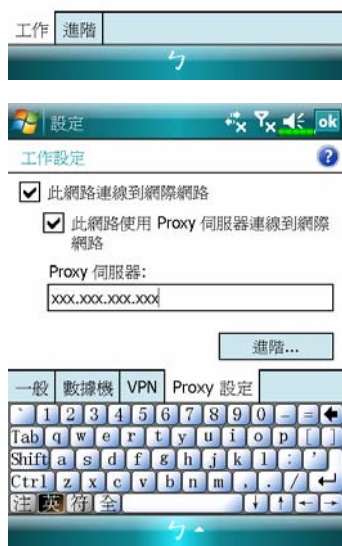 工作 進階
ㄅ
設定 ok
工作設定 ?
此網路連線到網際網路
此網路使用 Proxy 伺服器連線到網際
網路
Proxy 伺服器:
xxx.xxx.xxx.xxx
進階...
一般 數據機 VPN Proxy 設定
` 1 2 3 4 5 6 7 8 9 0 - =
Tab q w e r t y u i o p [ ]
Shift a s d f g h j k l ; '
Ctrl z x c v b n m , . /
注 英 符 全
ㄅ